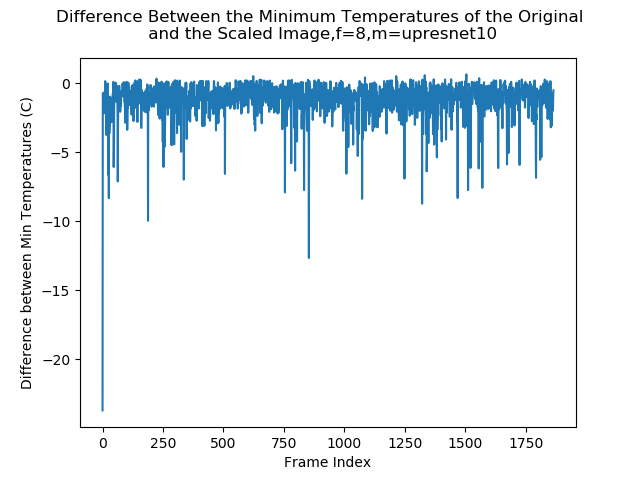 Difference Between the Minimum Temperatures of the Original
and the Scaled Image,f=8,m=upresnet10
Difference between Min Temperatures (C)
0
−5
−10
−15
−20
0 250 500 750 1000 1250 1500 1750
Frame Index